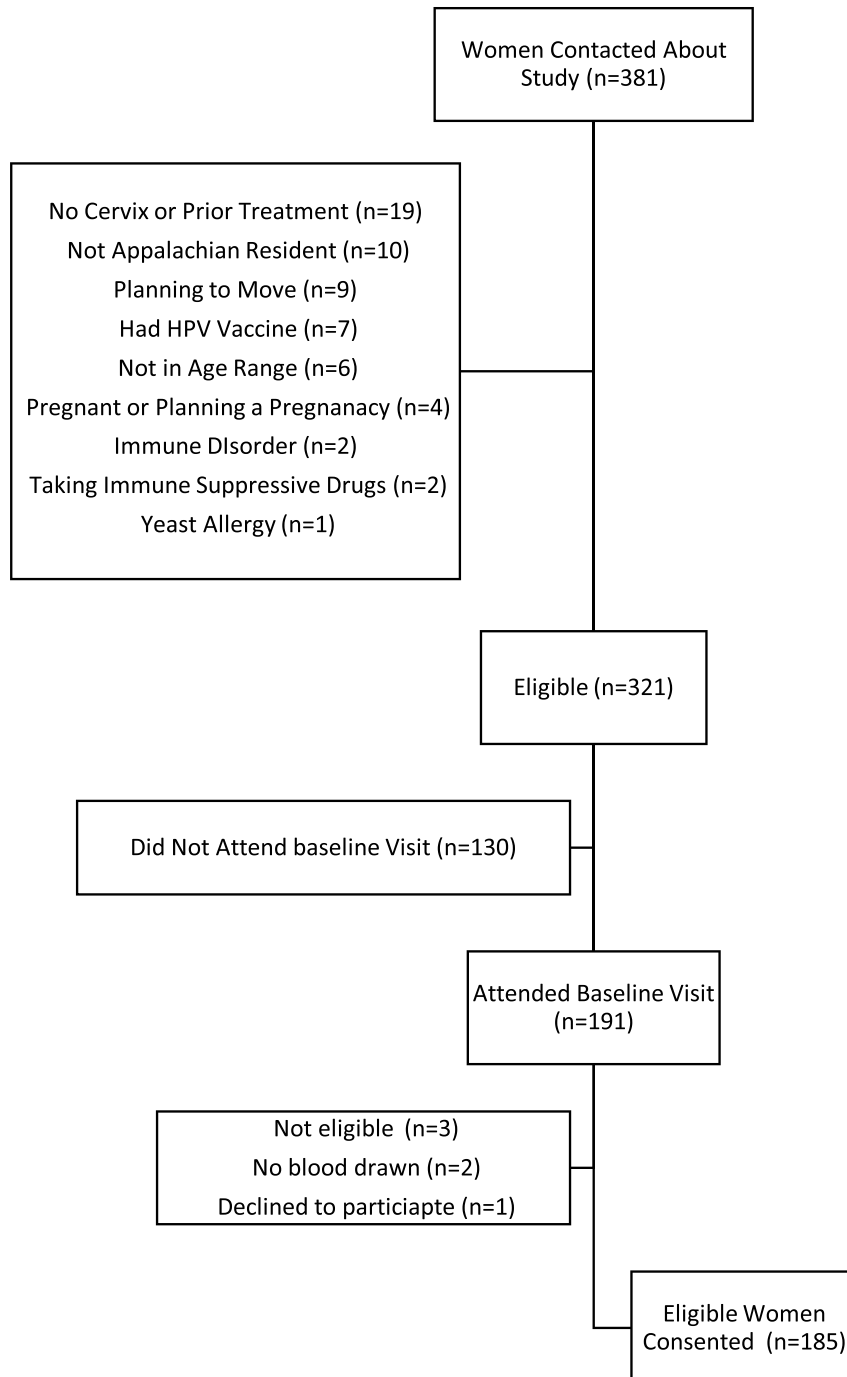 Women Contacted About
Study (n=381)
No Cervix or Prior Treatment (n=19)
Not Appalachian Resident (n=10)
Planning to Move (n=9)
Had HPV Vaccine (n=7)
Not in Age Range (n=6)
Pregnant or Planning a Pregnanacy (n=4)
Immune DIsorder (n=2)
Taking Immune Suppressive Drugs (n=2)
Yeast Allergy (n=1)
Eligible (n=321)
Did Not Attend baseline Visit (n=130)
Attended Baseline Visit
(n=191)
Not eligible (n=3)
No blood drawn (n=2)
Declined to particiapte (n=1)
Eligible Women
Consented (n=185)